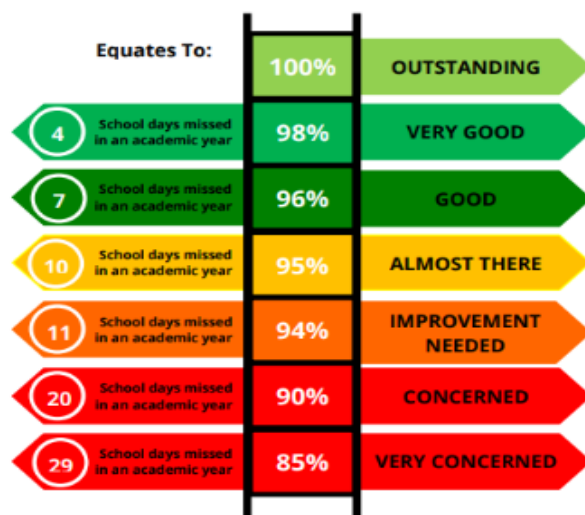 Equates To:
100%
OUTSTANDING
4
School days missed
in an academic year
98%
VERY GOOD
7
School days missed
in an academic year
96%
GOOD
10
School days missed
in an academic year
95%
ALMOST THERE
11
School days missed
in an academic year
94%
IMPROVEMENT
NEEDED
20
School days missed
in an academic year
90%
CONCERNED
29
School days missed
in an academic year
85%
VERY CONCERNED